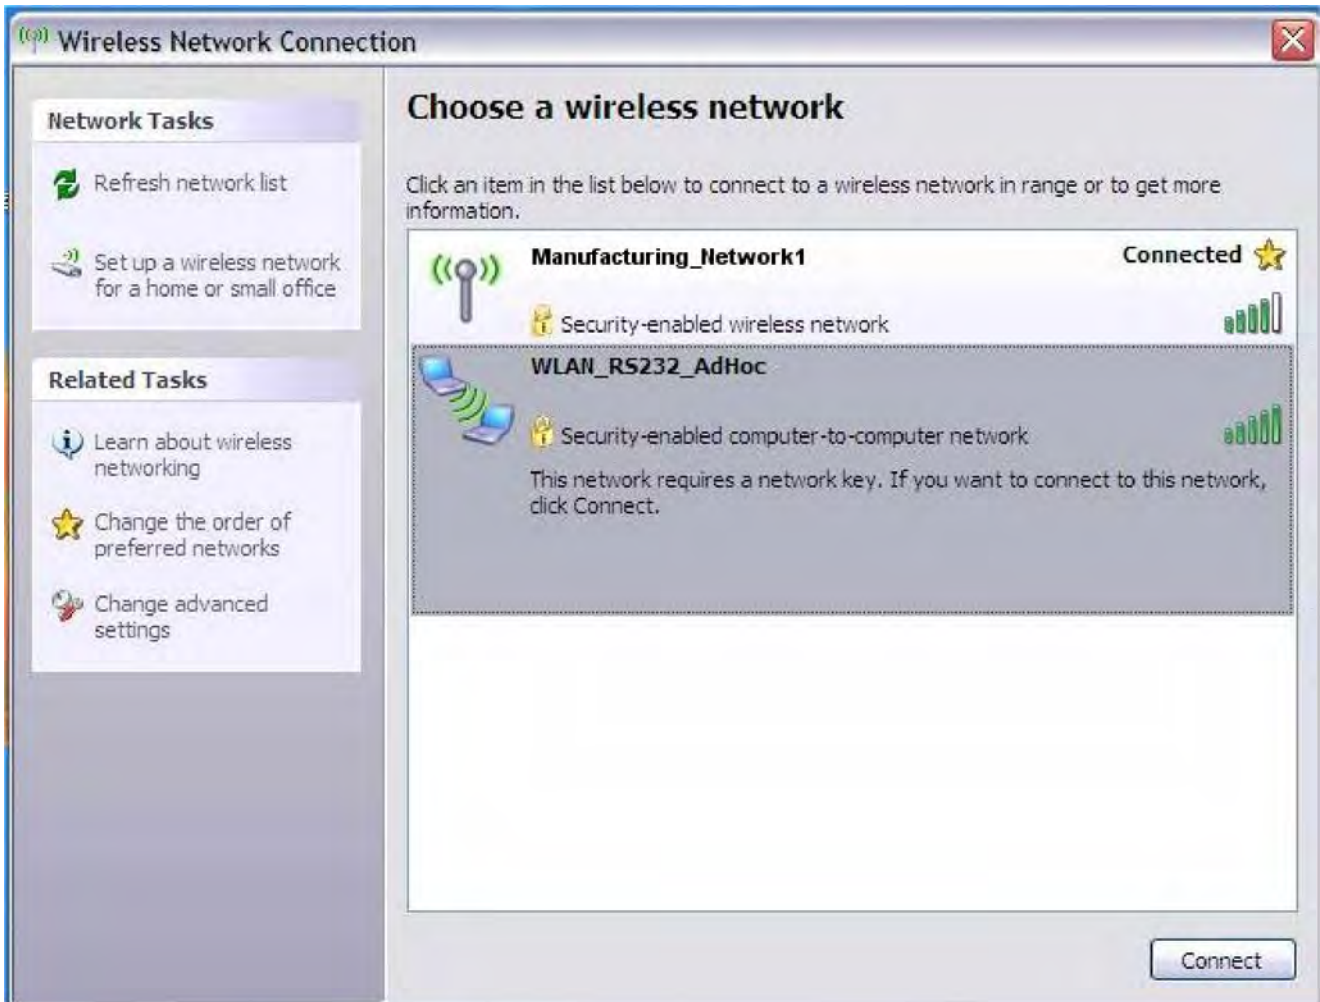 Wireless Network Connection
Network Tasks
Refresh network list
Set up a wireless network
for a home or small office
Related Tasks
Learn about wireless
networking
Change the order of
preferred networks
Change advanced
settings
Choose a wireless network
Click an item in the list below to connect to a wireless network in range or to get more
information.
Manufacturing_Network1
Connected
Security-enabled wireless network
WLAN_RS232_AdHoc
Security-enabled computer-to-computer network
This network requires a network key. If you want to connect to this network,
click Connect.
Connect